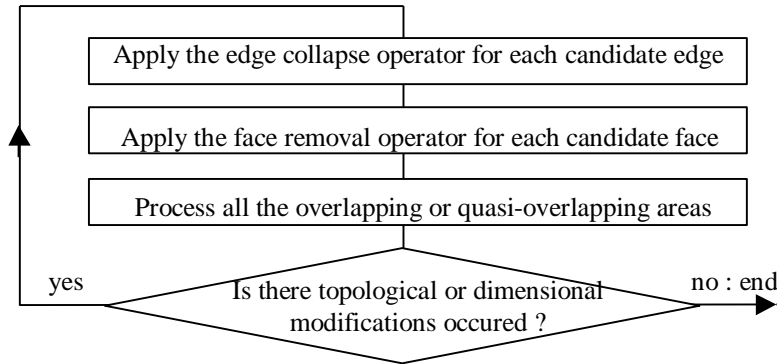 Apply the edge collapse operator for each candidate edge
Apply the face removal operator for each candidate face
Process all the overlapping or quasi-overlapping areas
yes
no : end
Is there topological or dimensional
modifications occured ?